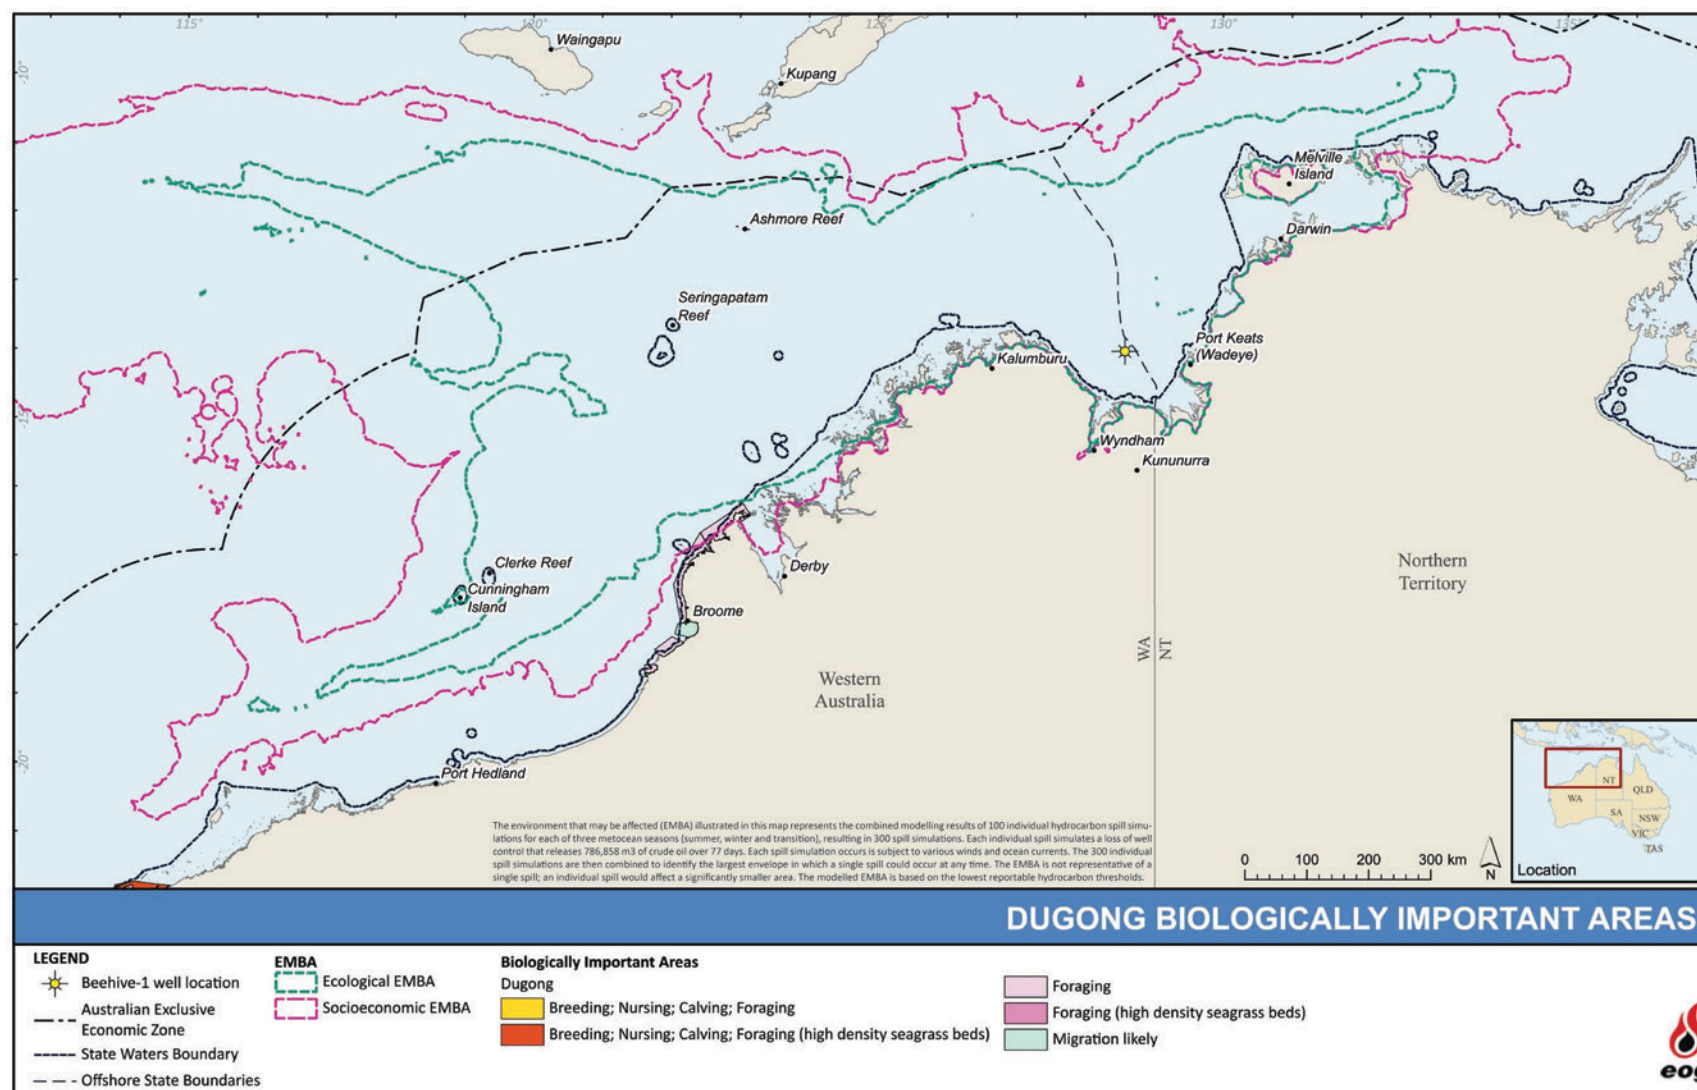 115°
120°
125°
130°
135°
-10°
-15°
-20°
Waingapu
Kupang
Melville
Island
Ashmore Reef
Darwin
Seringapatam
Reef
Port Keats
(Wadeye)
Kalumburu
Wyndham
Kununurra
Clerke Reef
Cunningham
Island
Derby
Broome
Northern
Territory
WA
NT
Western
Australia
Port Hedland
The environment that may be affected (EMBA) illustrated in this map represents the combined modelling results of 100 individual hydrocarbon spill simu-
lations for each of three metocean seasons (summer, winter and transition), resulting in 300 spill simulations. Each individual spill simulates a loss of well
control that releases 786,858 m3 of crude oil over 77 days. Each spill simulation occurs is subject to various winds and ocean currents. The 300 individual
spill simulations are then combined to identify the largest envelope in which a single spill could occur at any time. The EMBA is not representative of a
single spill; an individual spill would affect a significantly smaller area. The modelled EMBA is based on the lowest reportable hydrocarbon thresholds.
0 100 200 300 km
N
WA
NT
QLD
SA
NSW
VIC
TAS
Location
DUGONG BIOLOGICALLY IMPORTANT AREAS
LEGEND
Beehive-1 well location
Australian Exclusive
Economic Zone
State Waters Boundary
Offshore State Boundaries
EMBA
Ecological EMBA
Socioeconomic EMBA
Biologically Important Areas
Dugong
Breeding; Nursing; Calving; Foraging
Breeding; Nursing; Calving; Foraging (high density seagrass beds)
Foraging
Foraging (high density seagrass beds)
Migration likely
eog